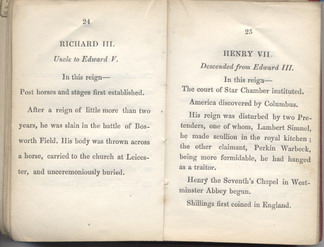 24
RICHARD III.
Uncle to Edward V.
In this reign—
Post horses and stages first established.
After a reign of little more than two
years, he was slain in the battle of Bos-
worth Field. His body was thrown across
a horse, carried to the church at Leices-
ter, and unceremoniously buried.
25
HENRY VII.
Descended from Edward III.
In this reign—
The court of Star Chamber instituted.
America discovered by Columbus.
His reign was disturbed by two Pre-
tenders, one of whom, Lambert Simnel,
he made scullion in the royal kitchen;
the other claimant, Perkin Warbeck,
being more formidable, he had hanged
as a traitor.
Henry the Seventh's Chapel in West-
minster Abbey begun.
Shillings first coined in England.